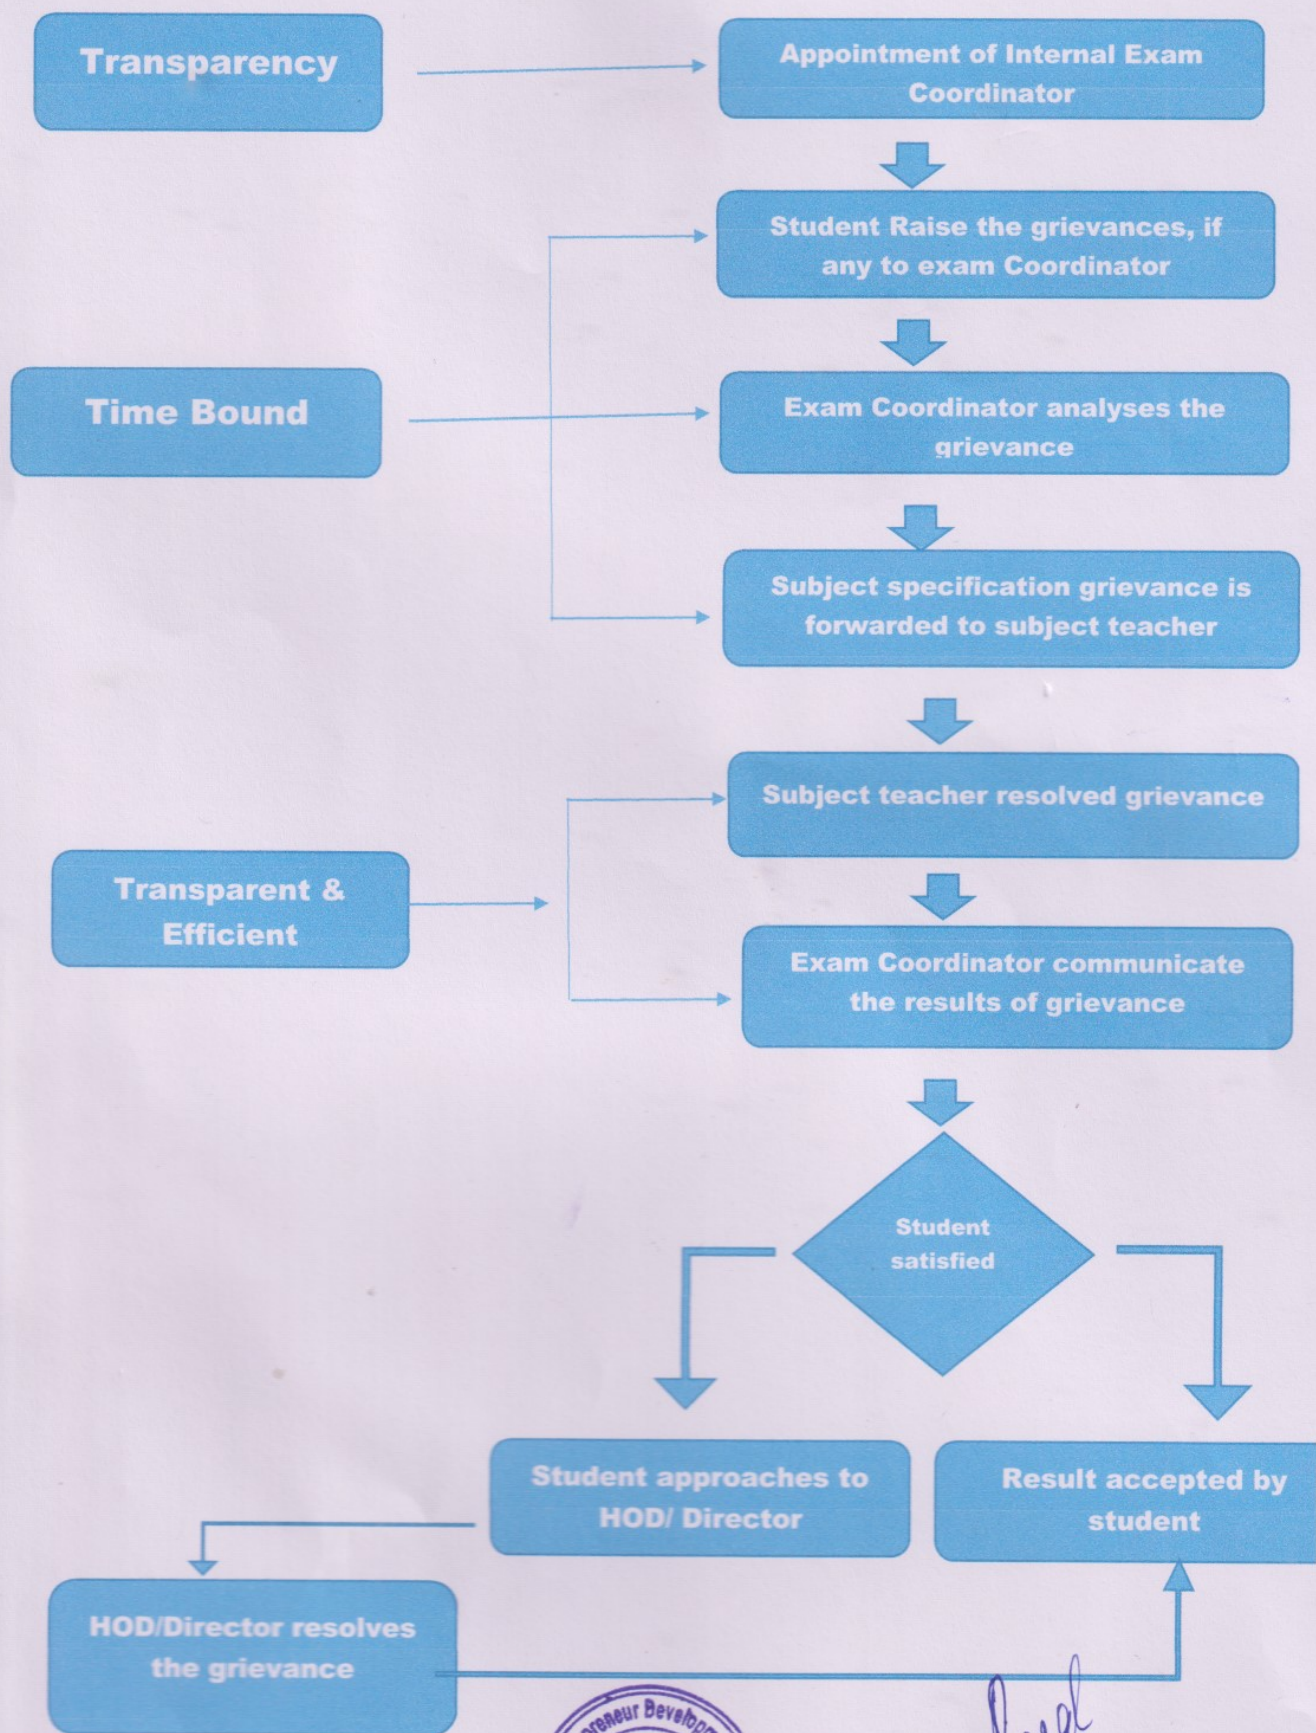 Transparency
Appointment of Internal Exam
Coordinator
Student Raise the grievances, if
any to exam Coordinator
Time Bound
Exam Coordinator analyses the
grievance
Subject specification grievance is
forwarded to subject teacher
Subject teacher resolved grievance
Transparent &
Efficient
Exam Coordinator communicate
the results of grievance
Student
satisfied
Student approaches to
HOD/ Director
Result accepted by
student
HOD/Director resolves
the grievance